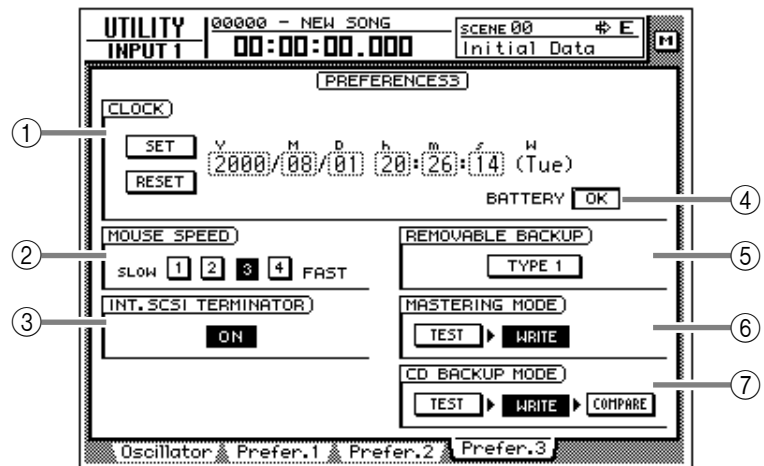 UTILITY
INPUT 1
00000 - NEW SONG
00:00:00.000
SCENE 00 E
Initial Data
M
PREFERENCES3
CLOCK
SET
RESET
Y M D h m s W
2000/08/01 20:26:14 (Tue)
BATTERY OK
MOUSE SPEED
SLOW 1 2 3 4 FAST
INT.SCSI TERMINATOR
ON
REMOVABLE BACKUP
TYPE 1
MASTERING MODE
TEST WRITE
CD BACKUP MODE
TEST WRITE COMPARE
Oscillator Prefer.1 Prefer.2 Prefer.3
1
2
3
4
5
6
7